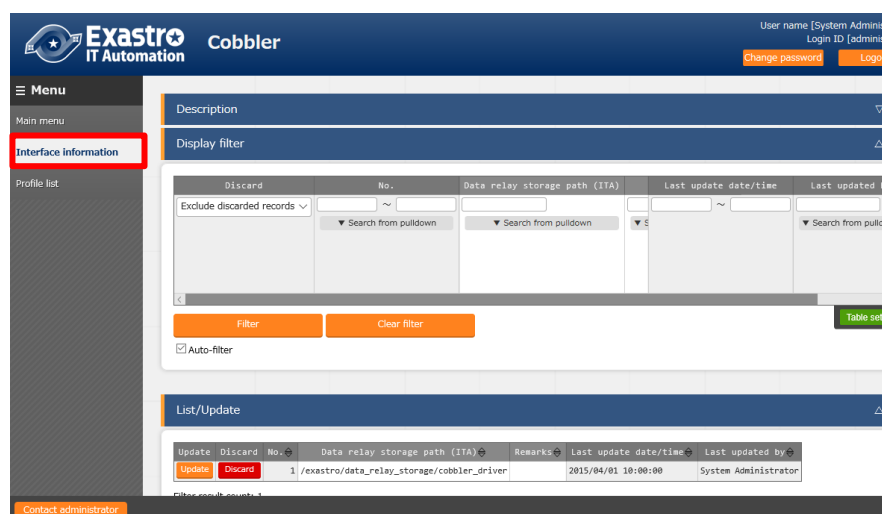 Exastro
IT Automation
Cobbler
User name [System Adminis
Login ID [adminis
Change password
Logo
Menu
Main menu
Interface information
Profile list
Description
Display filter
Discard No. Data relay storage path (ITA) Last update date/time Last updated
Exclude discarded records ~ ~
▼ Search from pulldown ▼ Search from pulldown ▼ S ▼ Search from pulld
Filter Clear filter
Table set
Auto-filter
List/Update
Update Discard No. Data relay storage path (ITA) Remarks Last update date/time Last updated by
Update Discard 1 /exastro/data_relay_storage/cobbler_driver 2015/04/01 10:00:00 System Administrator
Filter result count: 1
Contact administrator